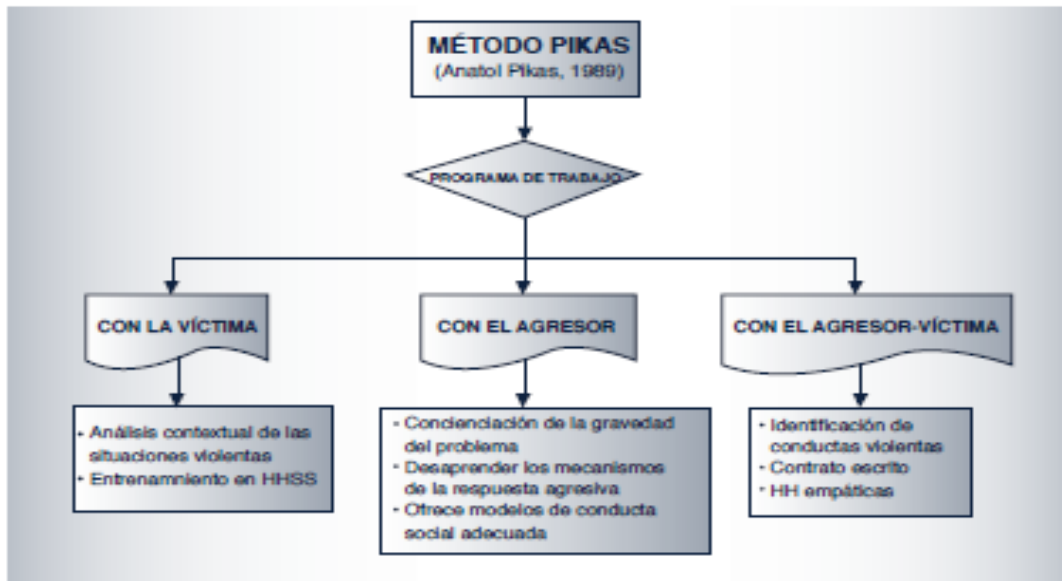 MÉTODO PIKAS
(Anatol Pikas, 1989)
PROGRAMA DE TRABAJO
CON LA VÍCTIMA
CON EL AGRESOR
CON EL AGRESOR-VÍCTIMA
• Análisis contextual de las
situaciones violentas
• Entrenamniento en HHSS
• Concienciación de la gravedad
del problema
• Desaprender los mecanismos
de la respuesta agresiva
• Ofrece modelos de conducta
social adecuada
• Identificación de
conductas violentas
• Contrato escrito
• HH empáticas